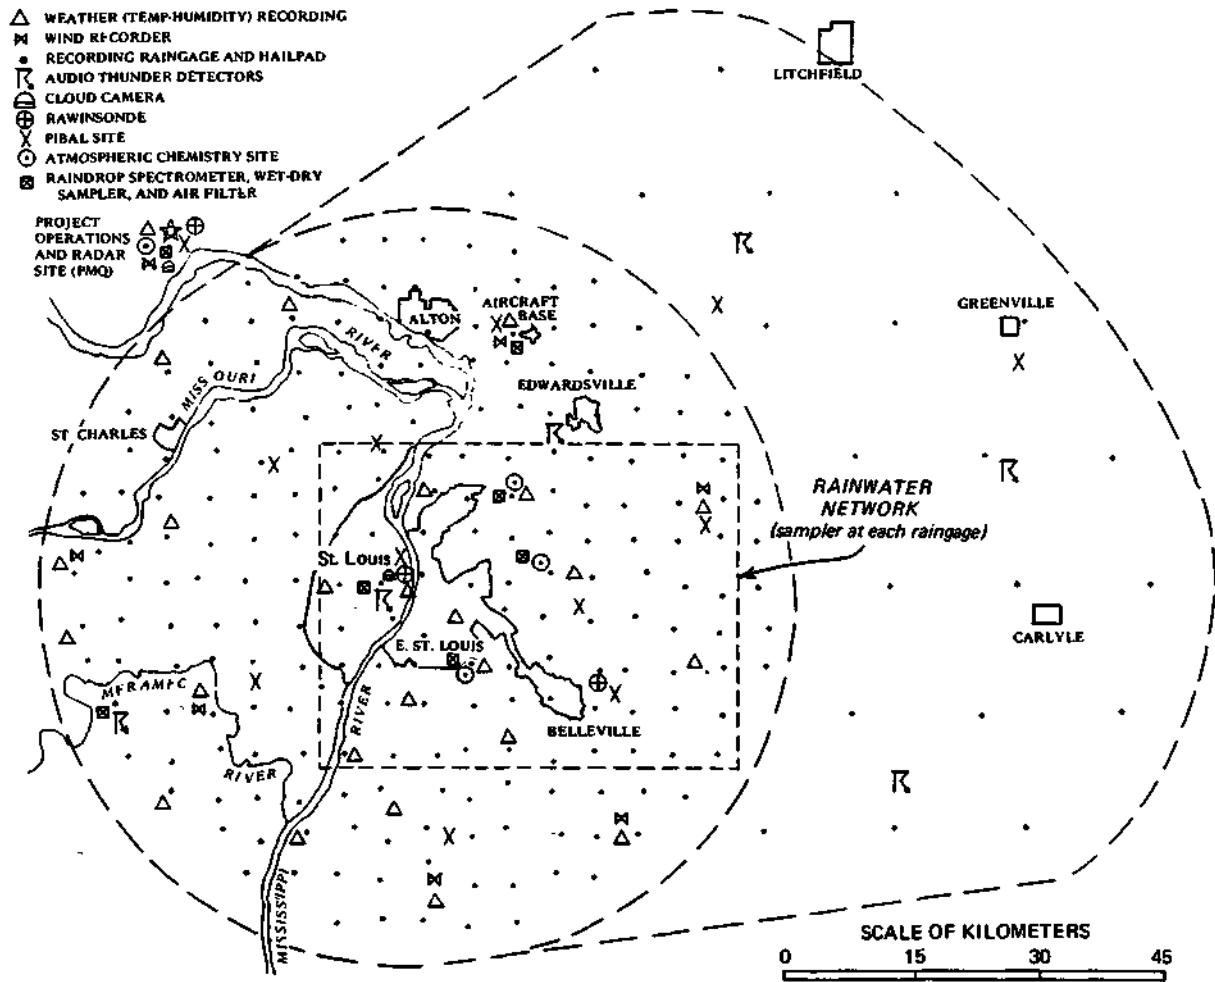 WEATHER (TEMP-HUMIDITY) RECORDING
WIND RECORDER
RECORDING RAINGAGE AND HAILPAD
AUDIO THUNDER DETECTORS
CLOUD CAMERA
RAWINSONDE
PIBAL SITE
ATMOSPHERIC CHEMISTRY SITE
RAINDROP SPECTROMETER, WET-DRY
SAMPLER, AND AIR FILTER
PROJECT
OPERATIONS
AND RADAR
SITE (PMQ)
LITCHFIELD
ALTON
AIRCRAFT
BASE
GREENVILLE
RIVER
MISSOURI
EDWARDSVILLE
ST. CHARLES
RAINWATER
NETWORK
(sampler at each raingage)
ST. LOUIS
CARLYLE
E. ST. LOUIS
MERAMEC
RIVER
BELLEVILLE
RIVER
MISSISSIPPI
SCALE OF KILOMETERS
0 15 30 45